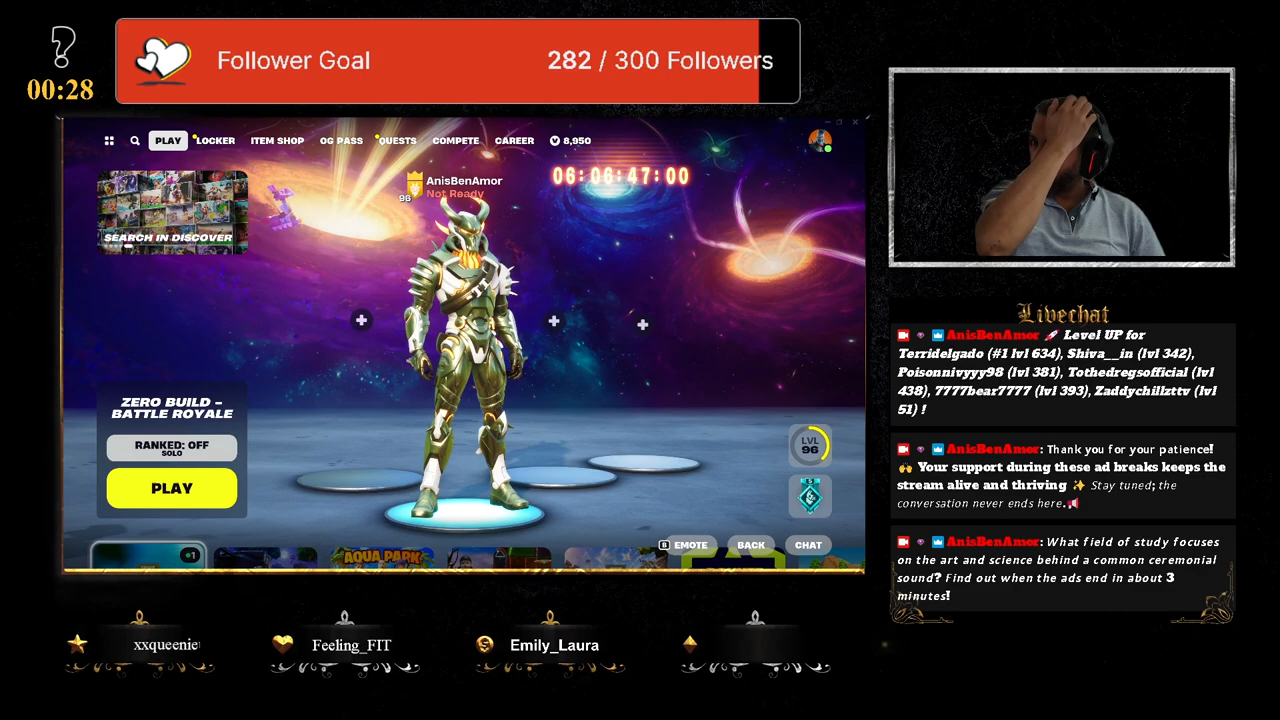 00:28
Follower Goal
282 / 300 Followers
PLAY
LOCKER
ITEM SHOP
OG PASS
QUESTS
COMPETE
CAREER
8,950
AnisBenAmor
96
Not Ready
06:06:47:00
SEARCH IN DISCOVER
ZERO BUILD -
BATTLE ROYALE
RANKED: OFF
SOLO
PLAY
LVL
96
5
+1
AQUA PARK
B EMOTE
BACK
CHAT
Livechat
AnisBenAmor 🚀 Level UP for
Terridelgado (#1 lvl 634), Shiva__in (lvl 342),
Poisonnivyyy98 (lvl 381), Tothedregsofficial (lvl
438), 7777bear7777 (lvl 393), Zaddychillzttv (lvl
51) !
AnisBenAmor: Thank you for your patience!
🙌 Your support during these ad breaks keeps the
stream alive and thriving ✨ Stay tuned; the
conversation never ends here.📢
AnisBenAmor: What field of study focuses
on the art and science behind a common ceremonial
sound? Find out when the ads end in about 3
minutes!
xxqueenie
Feeling_FIT
Emily_Laura